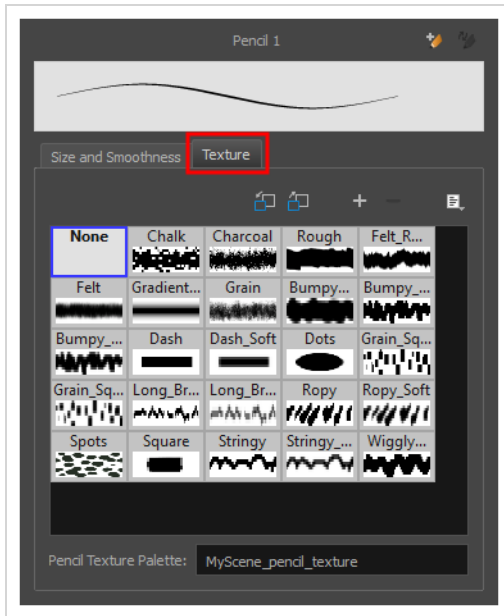 Pencil 1
Size and Smoothness Texture
None Chalk Charcoal Rough Felt_R...
Felt Gradient... Grain Bumpy... Bumpy_...
Bumpy_... Dash Dash_Soft Dots Grain_Sq...
Grain_Sq... Long_Br... Long_Br... Ropy Ropy_Soft
Spots Square Stringy Stringy_... Wiggly...
Pencil Texture Palette: MyScene_pencil_texture